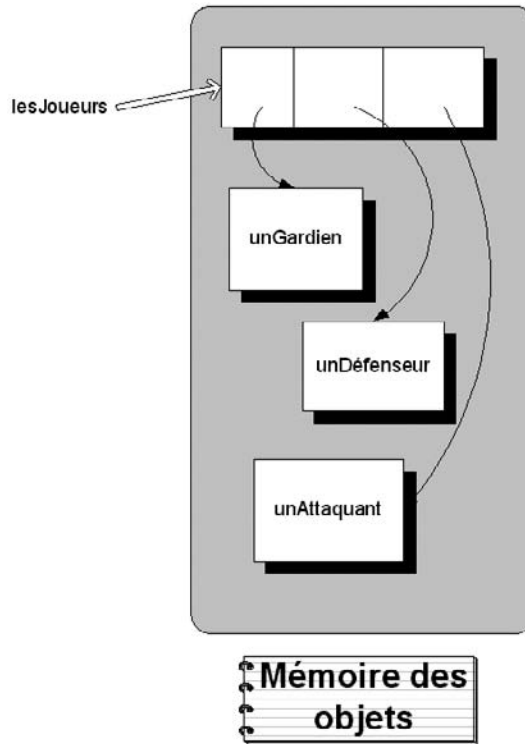 lesJoueurs
unGardien
unDéfenseur
unAttaquant
Mémoire des
objets